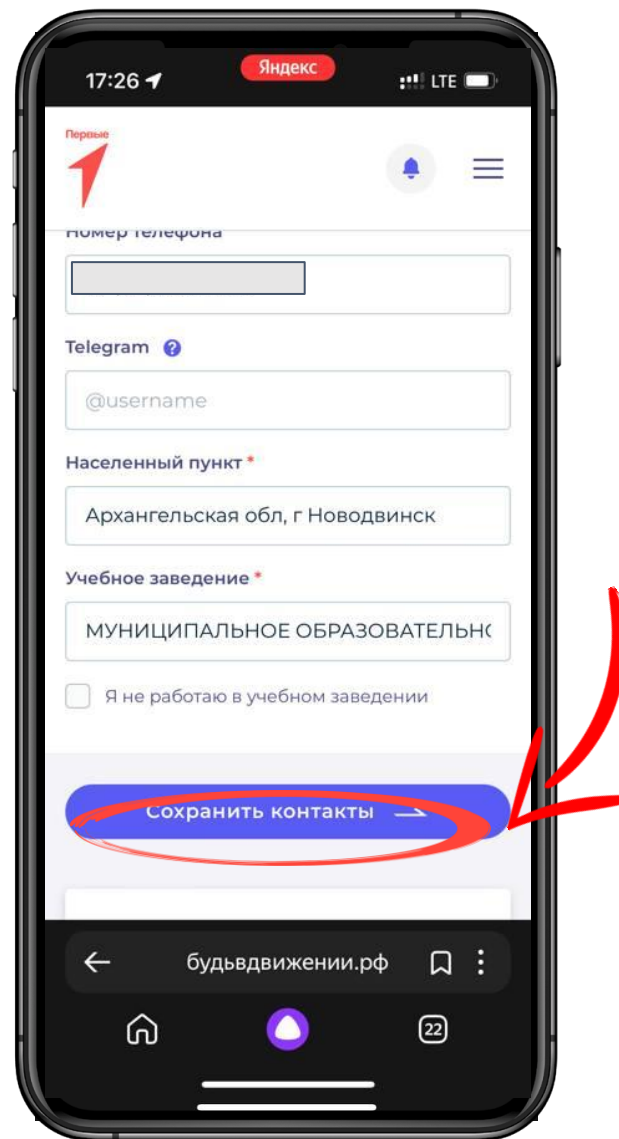 17:26
Яндекс
LTE
Первые
Номер телефона
Telegram ?
@username
Населенный пункт *
Архангельская обл, г Новодвинск
Учебное заведение *
МУНИЦИПАЛЬНОЕ ОБРАЗОВАТЕЛЬНО
Я не работаю в учебном заведении
Сохранить контакты
будьвдвижении.рф
22